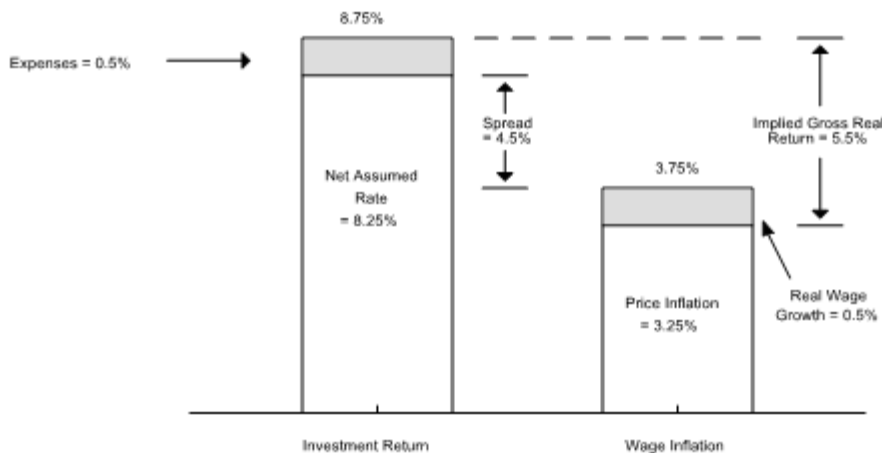 8.75%
Expenses = 0.5%
Spread
= 4.5%
Implied Gross Real
Return = 5.5%
Net Assumed
Rate
= 8.25%
3.75%
Price Inflation
= 3.25%
Real Wage
Growth = 0.5%
Investment Return
Wage Inflation